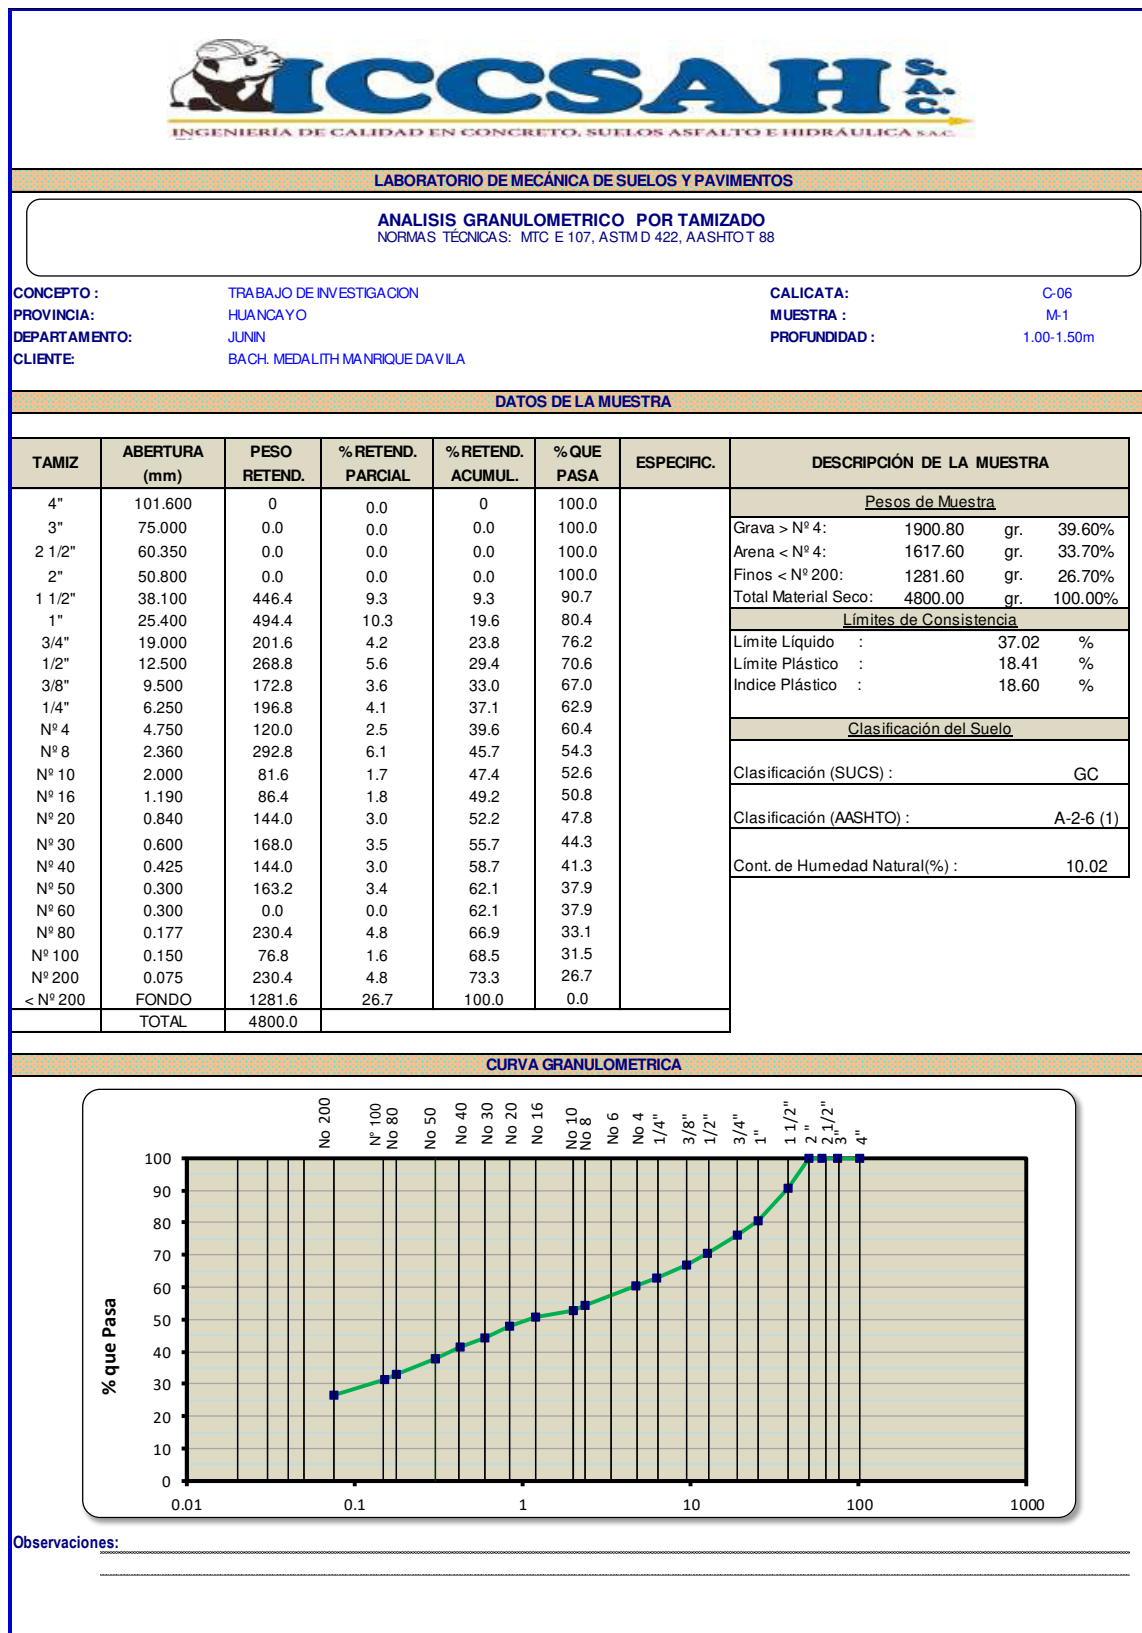 ICCSAH S.A.C.
INGENIERÍA DE CALIDAD EN CONCRETO, SUELOS ASFALTO E HIDRÁULICA S.A.C.
LABORATORIO DE MECÁNICA DE SUELOS Y PAVIMENTOS
ANALISIS GRANULOMETRICO POR TAMIZADO
NORMAS TÉCNICAS: MTC E 107, ASTM D 422, AASHTO T 88
CONCEPTO : TRABAJO DE INVESTIGACION CALICATA: C-06
PROVINCIA: HUANCAYO MUESTRA : M-1
DEPARTAMENTO: JUNIN PROFUNDIDAD : 1.00-1.50m
CLIENTE: BACH. MEDALITH MANRIQUE DAVILA
DATOS DE LA MUESTRA
TAMIZ ABERTURA (mm) PESO RETEND. % RETEND. PARCIAL % RETEND. ACUMUL. % QUE PASA ESPECIFIC. DESCRIPCIÓN DE LA MUESTRA
4" 101.600 0 0.0 0 100.0 Pesos de Muestra
3" 75.000 0.0 0.0 0.0 100.0 Grava > Nº 4: 1900.80 gr. 39.60%
2 1/2" 60.350 0.0 0.0 0.0 100.0 Arena < Nº 4: 1617.60 gr. 33.70%
2" 50.800 0.0 0.0 0.0 100.0 Finos < Nº 200: 1281.60 gr. 26.70%
1 1/2" 38.100 446.4 9.3 9.3 90.7 Total Material Seco: 4800.00 gr. 100.00%
1" 25.400 494.4 10.3 19.6 80.4 Límites de Consistencia
3/4" 19.000 201.6 4.2 23.8 76.2 Límite Líquido : 37.02 %
1/2" 12.500 268.8 5.6 29.4 70.6 Límite Plástico : 18.41 %
3/8" 9.500 172.8 3.6 33.0 67.0 Indice Plástico : 18.60 %
1/4" 6.250 196.8 4.1 37.1 62.9
Nº 4 4.750 120.0 2.5 39.6 60.4 Clasificación del Suelo
Nº 8 2.360 292.8 6.1 45.7 54.3
Nº 10 2.000 81.6 1.7 47.4 52.6 Clasificación (SUCS) : GC
Nº 16 1.190 86.4 1.8 49.2 50.8
Nº 20 0.840 144.0 3.0 52.2 47.8 Clasificación (AASHTO) : A-2-6 (1)
Nº 30 0.600 168.0 3.5 55.7 44.3
Nº 40 0.425 144.0 3.0 58.7 41.3 Cont. de Humedad Natural(%) : 10.02
Nº 50 0.300 163.2 3.4 62.1 37.9
Nº 60 0.300 0.0 0.0 62.1 37.9
Nº 80 0.177 230.4 4.8 66.9 33.1
Nº 100 0.150 76.8 1.6 68.5 31.5
Nº 200 0.075 230.4 4.8 73.3 26.7
< Nº 200 FONDO 1281.6 26.7 100.0 0.0
TOTAL 4800.0
CURVA GRANULOMETRICA
No 200 Nº 100 No 80 No 50 No 40 No 30 No 20 No 16 No 10 No 8 No 6 No 4 1/4" 3/8" 1/2" 3/4" 1" 1 1/2" 2 " 2 1/2" 3" 4"
% que Pasa
100
90
80
70
60
50
40
30
20
10
0
0.01 0.1 1 10 100 1000
Observaciones: